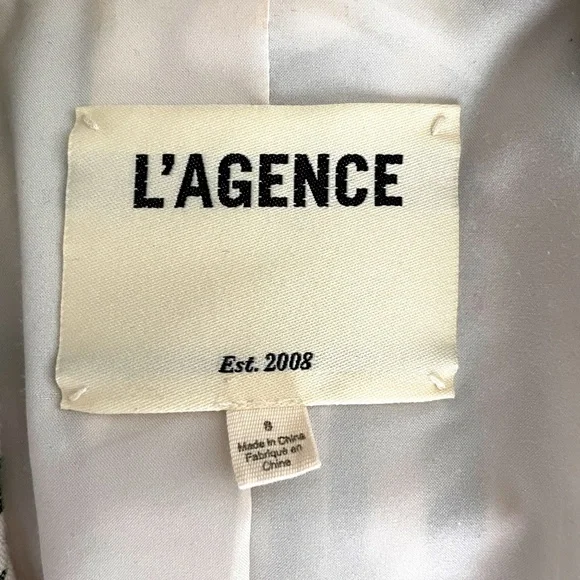 L'AGENCE
Est. 2008
8
Made in China
Fabriqué en
Chine